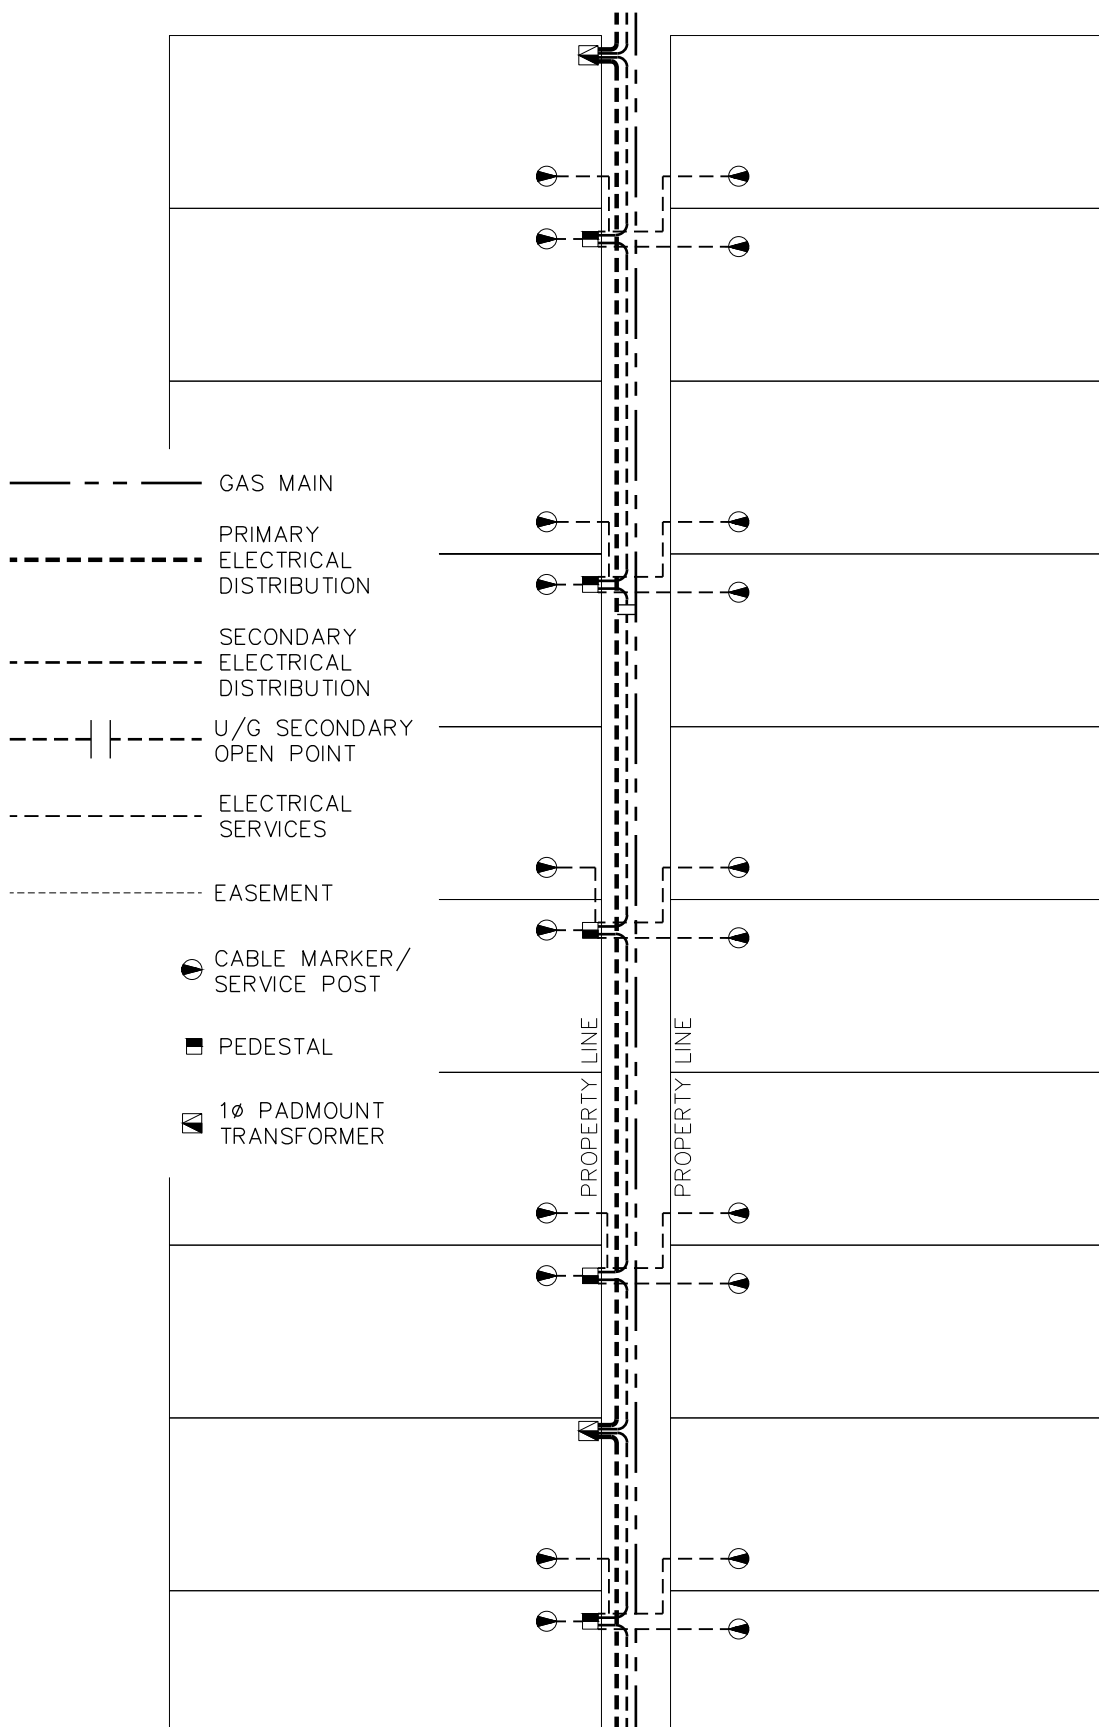 GAS MAIN
PRIMARY
ELECTRICAL
DISTRIBUTION
SECONDARY
ELECTRICAL
DISTRIBUTION
U/G SECONDARY
OPEN POINT
ELECTRICAL
SERVICES
EASEMENT
CABLE MARKER/
SERVICE POST
PEDESTAL
1ø PADMOUNT
TRANSFORMER
PROPERTY LINE
PROPERTY LINE